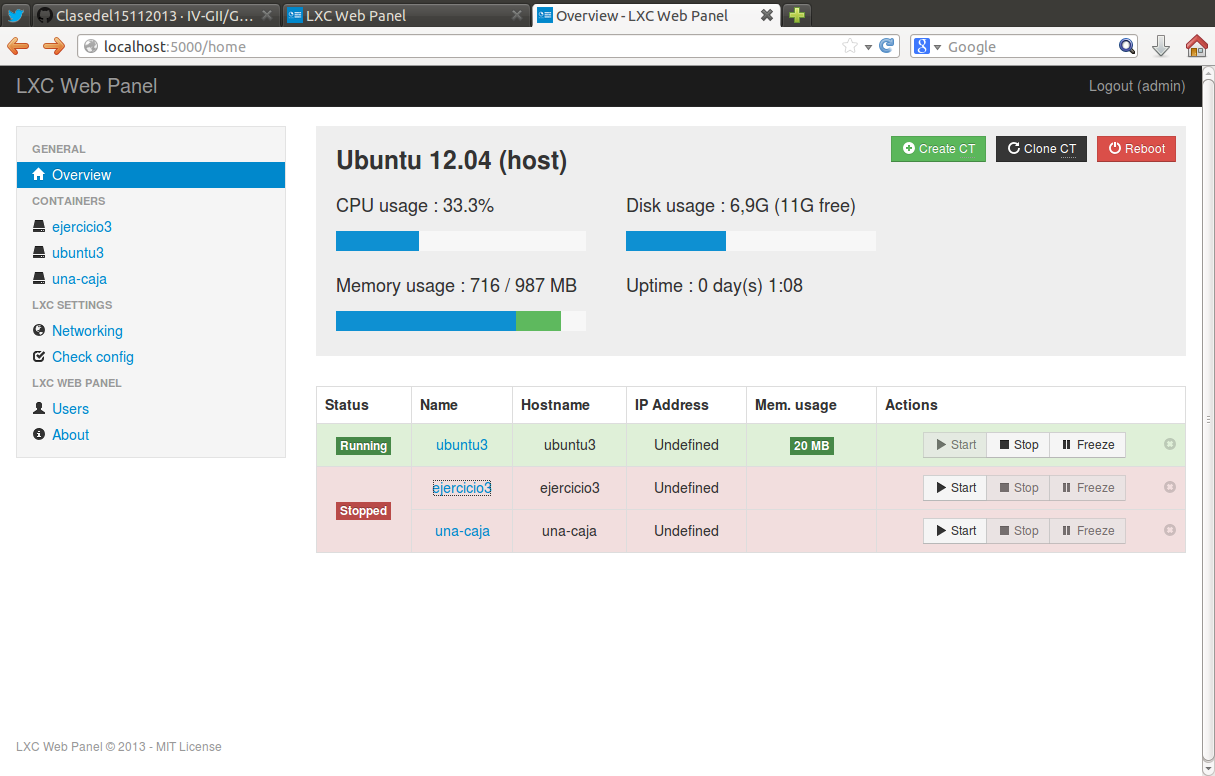 Clasedel15112013 · IV-GII/G...
LXC Web Panel
Overview - LXC Web Panel
localhost:5000/home
Google
LXC Web Panel
Logout (admin)
GENERAL
Overview
CONTAINERS
ejercicio3
ubuntu3
una-caja
LXC SETTINGS
Networking
Check config
LXC WEB PANEL
Users
About
Ubuntu 12.04 (host)
Create CT
Clone CT
Reboot
CPU usage : 33.3%
Disk usage : 6,9G (11G free)
Memory usage : 716 / 987 MB
Uptime : 0 day(s) 1:08
Status Name Hostname IP Address Mem. usage Actions
Running ubuntu3 ubuntu3 Undefined 20 MB Start Stop Freeze
Stopped
ejercicio3 ejercicio3 Undefined Start Stop Freeze
una-caja una-caja Undefined Start Stop Freeze
LXC Web Panel © 2013 - MIT License